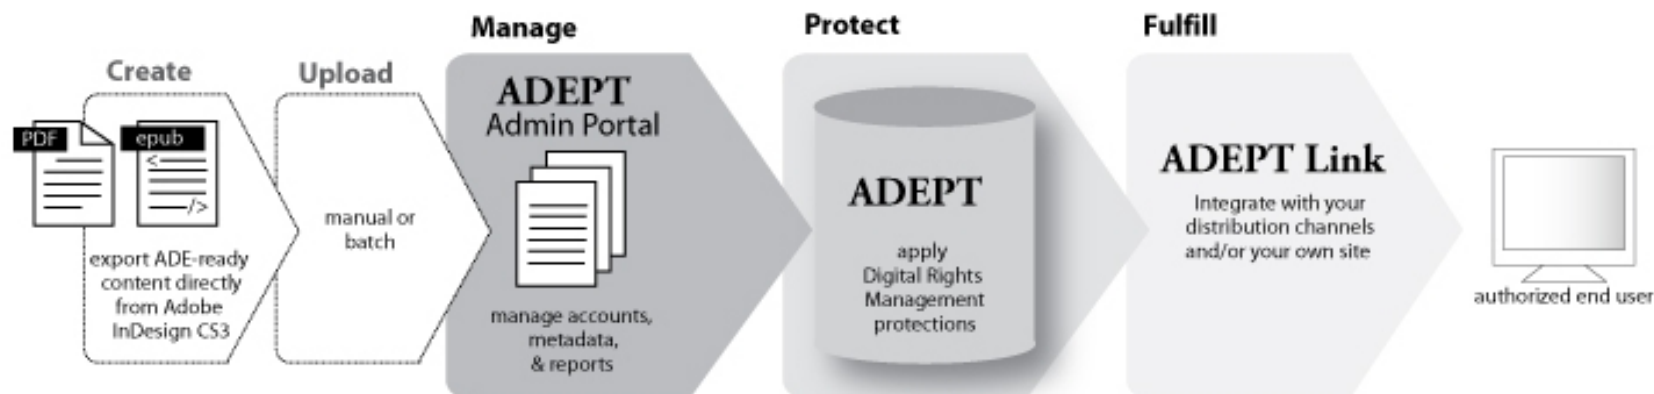 Create
PDF
epub
<
/>
export ADE-ready
content directly
from Adobe
InDesign CS3
Upload
manual or
batch
Manage
ADEPT
Admin Portal
manage accounts,
metadata,
& reports
Protect
ADEPT
apply
Digital Rights
Management
protections
Fulfill
ADEPT Link
Integrate with your
distribution channels
and/or your own site
authorized end user